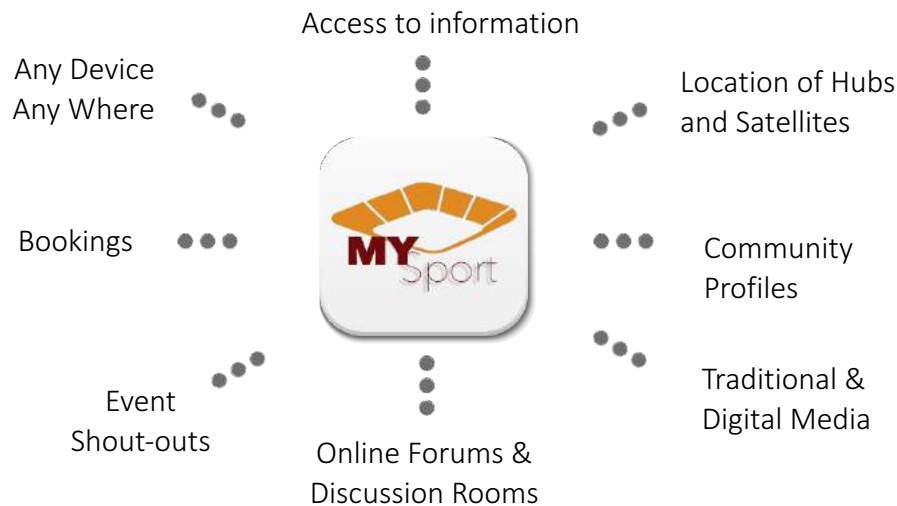 Access to information
Any Device
Any Where
Location of Hubs
and Satellites
MY
Sport
Bookings
Community
Profiles
Event
Shout-outs
Traditional &
Digital Media
Online Forums &
Discussion Rooms